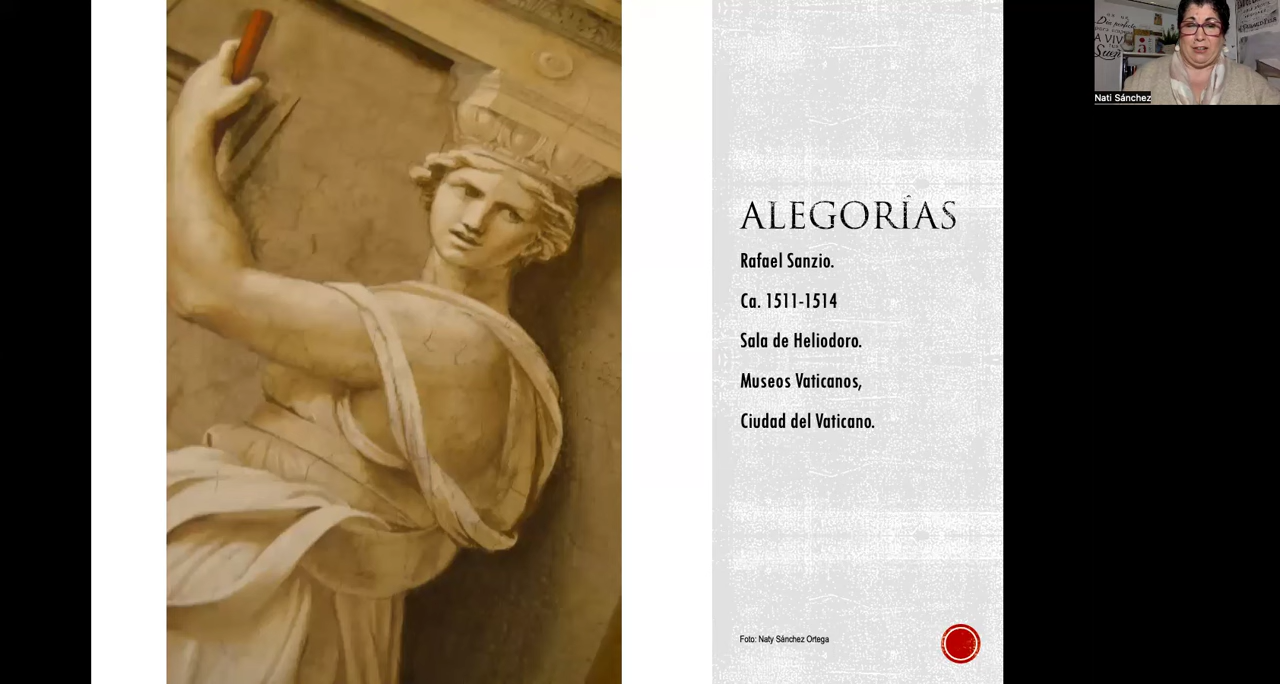 ALEGORÍAS
Rafael Sanzio.
Ca. 1511-1514
Sala de Heliodoro.
Museos Vaticanos,
Ciudad del Vaticano.
Foto: Naty Sánchez Ortega
Nati Sánchez